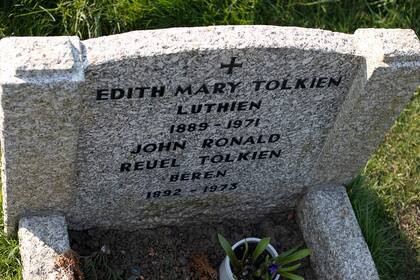 EDITH MARY TOLKIEN
LUTHIEN
1889-1971
JOHN RONALD
REUEL TOLKIEN
BEREN
1892-1973